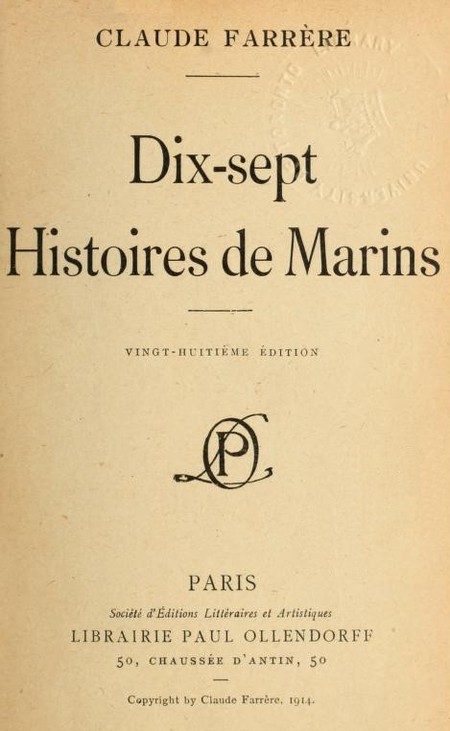 CLAUDE FARRÈRE
Dix-sept
Histoires de Marins
VINGT-HUITIÈME ÉDITION
PARIS
Société d'Éditions Littéraires et Artistiques
LIBRAIRIE PAUL OLLENDORFF
50, CHAUSSÉE D'ANTIN, 50
Copyright by Claude Farrère, 1914.